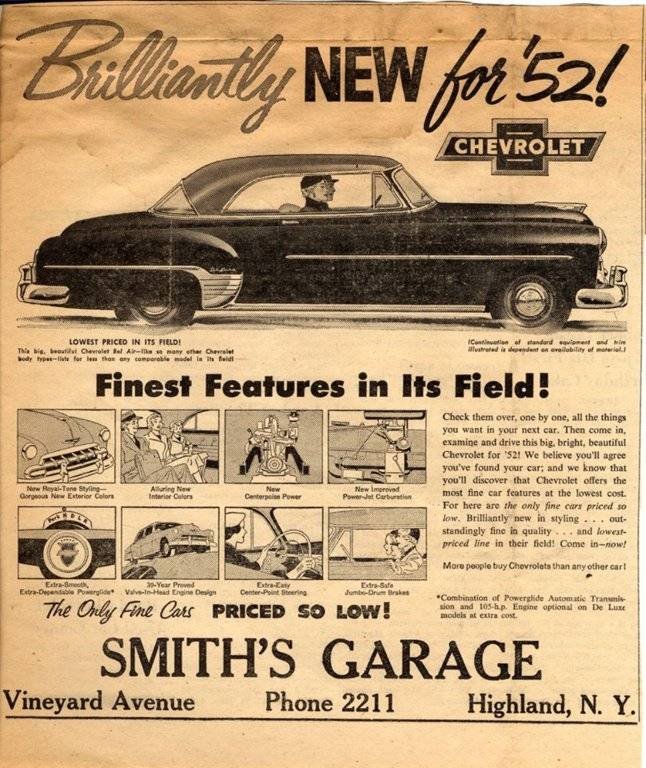 Brilliantly NEW for '52!
CHEVROLET
LOWEST PRICED IN ITS FIELD!
This big, beautiful Chevrolet Bel Air—like so many other Chevrolet
body types—lists for less than any comparable model in its field!
(Continuation of standard equipment and trim
illustrated is dependent on availability of material.)
Finest Features in Its Field!
New Royal-Tone Styling—
Gorgeous New Exterior Colors
Alluring New
Interior Colors
New
Centerpoise Power
New Improved
Power-Jet Carburetion
Extra-Smooth,
Extra-Dependable Powerglide*
39-Year Proved
Valve-in-Head Engine Design
Extra-Easy
Center-Point Steering
Extra-Safe
Jumbo-Drum Brakes
Check them over, one by one, all the things
you want in your next car. Then come in,
examine and drive this big, bright, beautiful
Chevrolet for '52! We believe you'll agree
you've found your car; and we know that
you'll discover that Chevrolet offers the
most fine car features at the lowest cost.
For here are the only fine cars priced so
low. Brilliantly new in styling . . . out-
standingly fine in quality . . . and lowest-
priced line in their field! Come in—now!
More people buy Chevrolets than any other car!
*Combination of Powerglide Automatic Transmis-
sion and 105-h.p. Engine optional on De Luxe
models at extra cost.
The Only Fine Cars PRICED SO LOW!
SMITH'S GARAGE
Vineyard Avenue Phone 2211 Highland, N. Y.